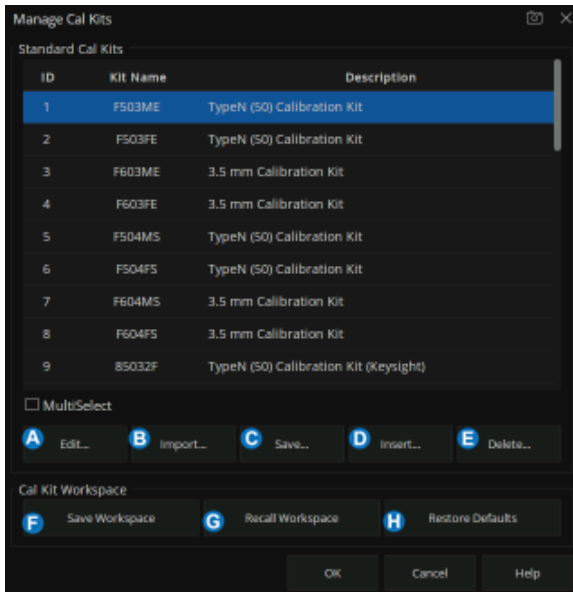 Manage Cal Kits
Standard Cal Kits
ID Kit Name Description
1 F503ME TypeN (50) Calibration Kit
2 F503FE TypeN (50) Calibration Kit
3 F603ME 3.5 mm Calibration Kit
4 F603FE 3.5 mm Calibration Kit
5 F504MS TypeN (50) Calibration Kit
6 F504FS TypeN (50) Calibration Kit
7 F604MS 3.5 mm Calibration Kit
8 F604FS 3.5 mm Calibration Kit
9 85032F TypeN (50) Calibration Kit (Keysight)
MultiSelect
A Edit... B Import... C Save... D Insert... E Delete...
Cal Kit Workspace
F Save Workspace G Recall Workspace H Restore Defaults
OK Cancel Help